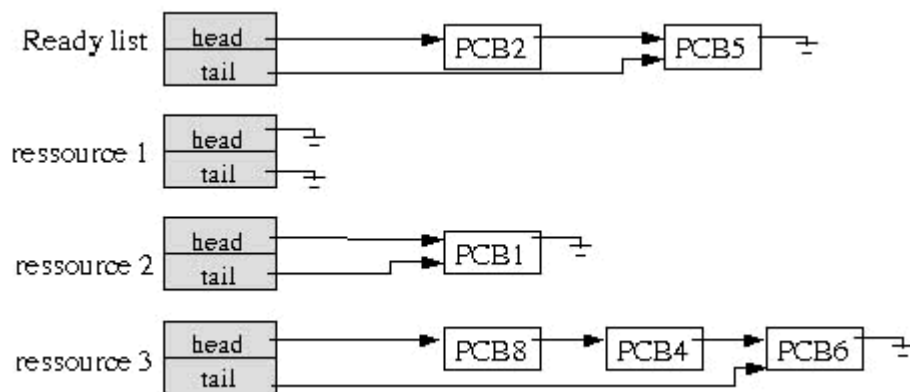 Ready list head PCB2 PCB5
tail
ressource 1 head
tail
ressource 2 head PCB1
tail
ressource 3 head PCB8 PCB4 PCB6
tail